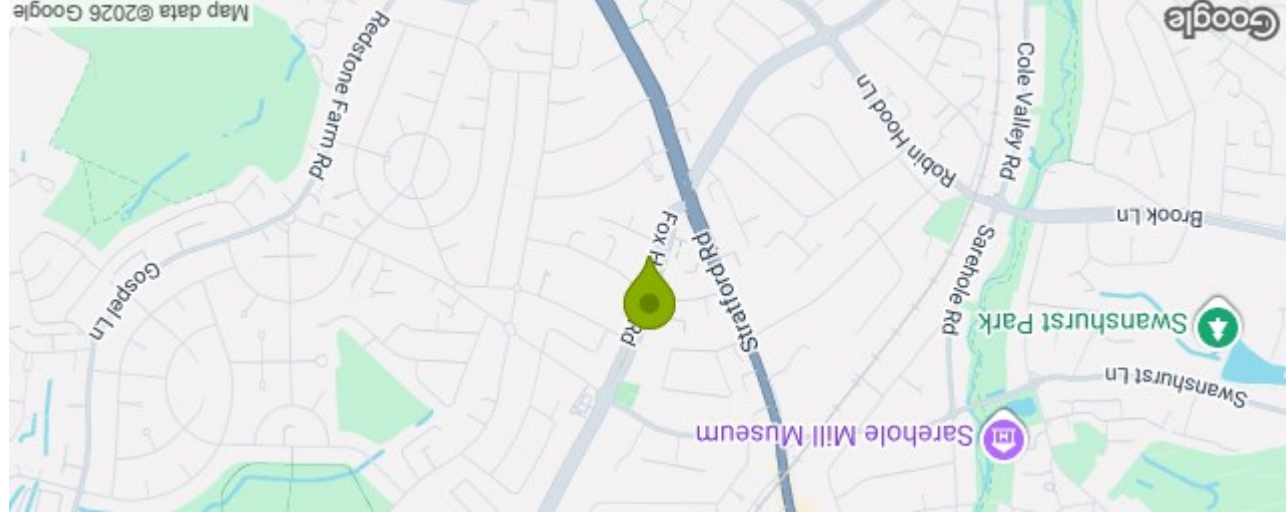 Sarehole Mill Museum
Swanshurst Ln
Swanshurst Park
Rd
Stratford Rd
Sarehole Rd
Gospel Ln
Fox H
Brook Ln
Robin Hood Ln
Cole Valley Rd
Redstone Farm Rd
Google
Map data ©2026 Google